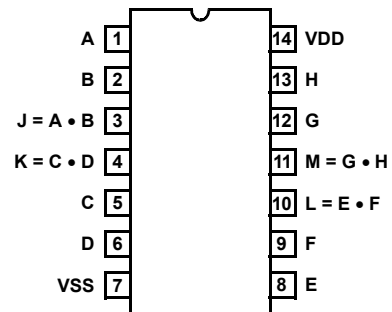 A 1 14 VDD
B 2 13 H
J = A • B 3 12 G
K = C • D 4 11 M = G • H
C 5 10 L = E • F
D 6 9 F
VSS 7 8 E